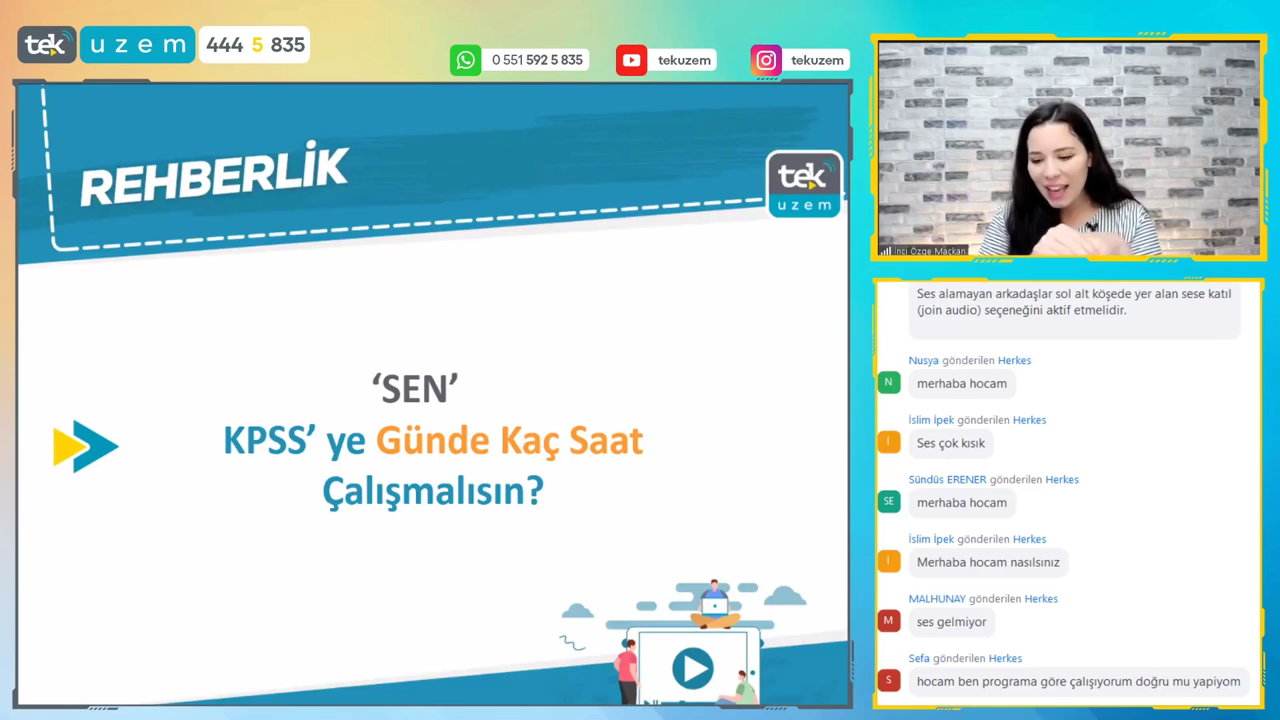 tek
uzem
444 5 835
0 551 592 5 835
tekuzem
tekuzem
REHBERLİK
tek
uzem
‘SEN’
KPSS’ ye Günde Kaç Saat
Çalışmalısın?
İnci Özge Maçkan
Ses alamayan arkadaşlar sol alt köşede yer alan sese katıl
(join audio) seçeneğini aktif etmelidir.
Nusya gönderilen Herkes
N
merhaba hocam
İslim İpek gönderilen Herkes
İ
Ses çok kısık
Sündüs ERENER gönderilen Herkes
SE
merhaba hocam
İslim İpek gönderilen Herkes
İ
Merhaba hocam nasılsınız
MALHUNAY gönderilen Herkes
M
ses gelmiyor
Sefa gönderilen Herkes
S
hocam ben programa göre çalışıyorum doğru mu yapiyom